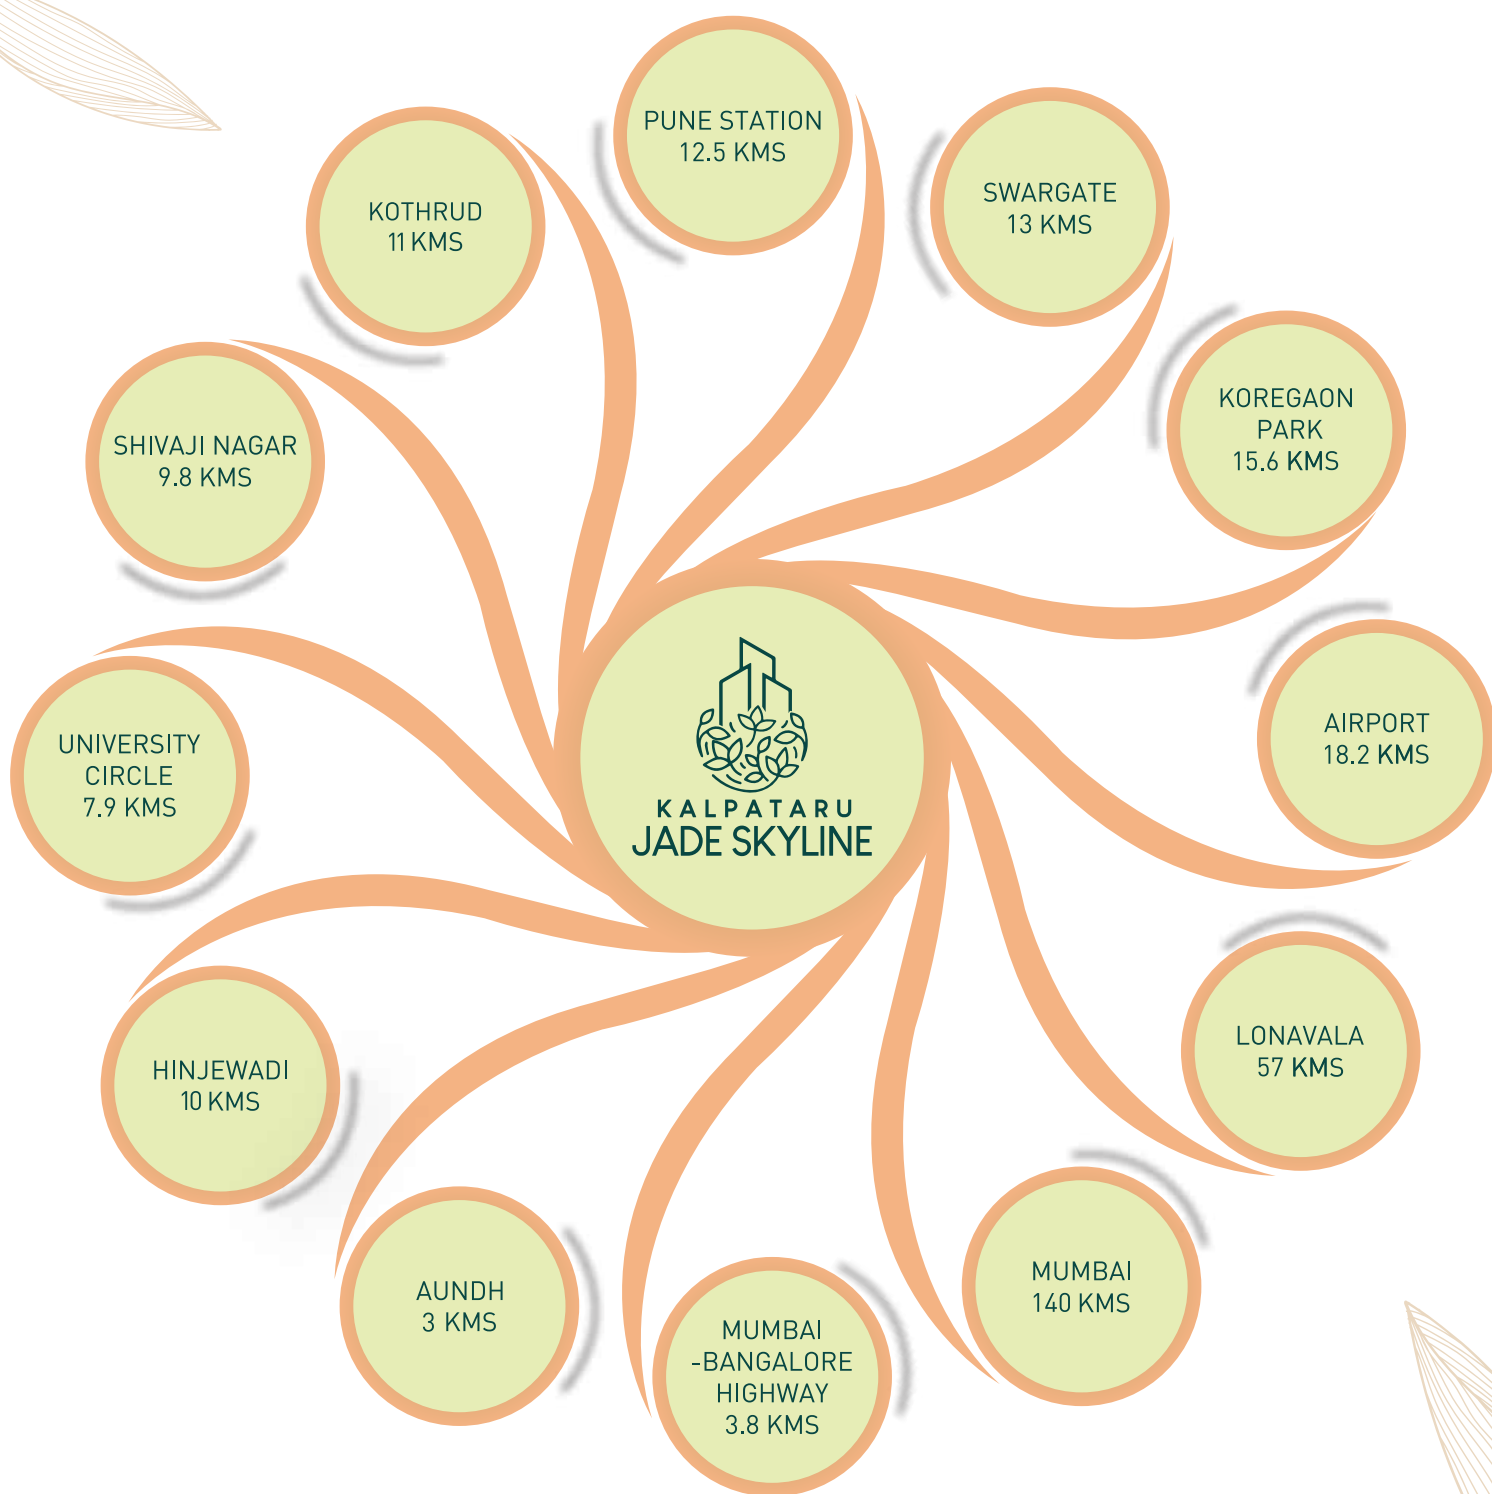 PUNE STATION
12.5 KMS
SWARGATE
13 KMS
KOREGAON
PARK
15.6 KMS
AIRPORT
18.2 KMS
LONAVALA
57 KMS
MUMBAI
140 KMS
MUMBAI
-BANGALORE
HIGHWAY
3.8 KMS
AUNDH
3 KMS
HINJEWADI
10 KMS
UNIVERSITY
CIRCLE
7.9 KMS
SHIVAJI NAGAR
9.8 KMS
KOTHRUD
11 KMS
KALPATARU
JADE SKYLINE